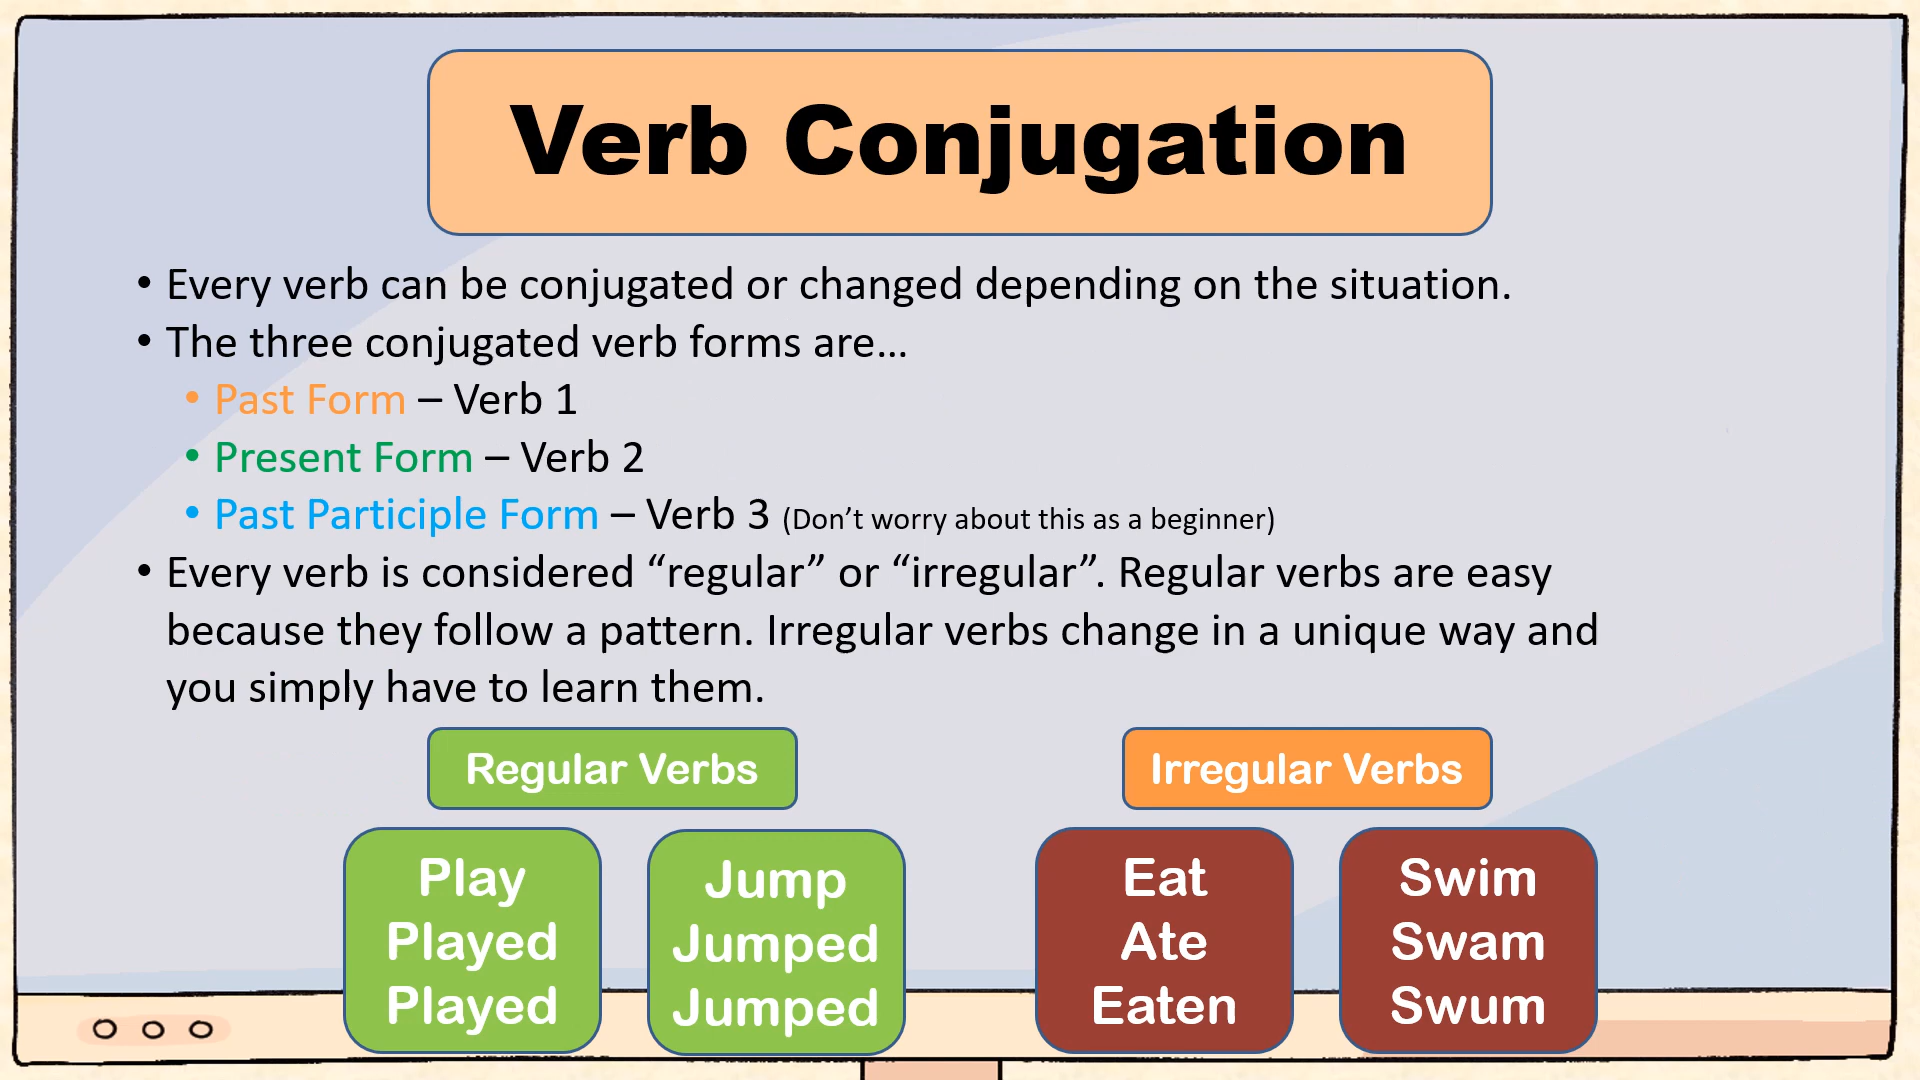 Verb Conjugation
• Every verb can be conjugated or changed depending on the situation.
• The three conjugated verb forms are…
• Past Form – Verb 1
• Present Form – Verb 2
• Past Participle Form – Verb 3 (Don’t worry about this as a beginner)
• Every verb is considered “regular” or “irregular”. Regular verbs are easy
because they follow a pattern. Irregular verbs change in a unique way and
you simply have to learn them.
Regular Verbs
Play
Played
Played
Jump
Jumped
Jumped
Irregular Verbs
Eat
Ate
Eaten
Swim
Swam
Swum